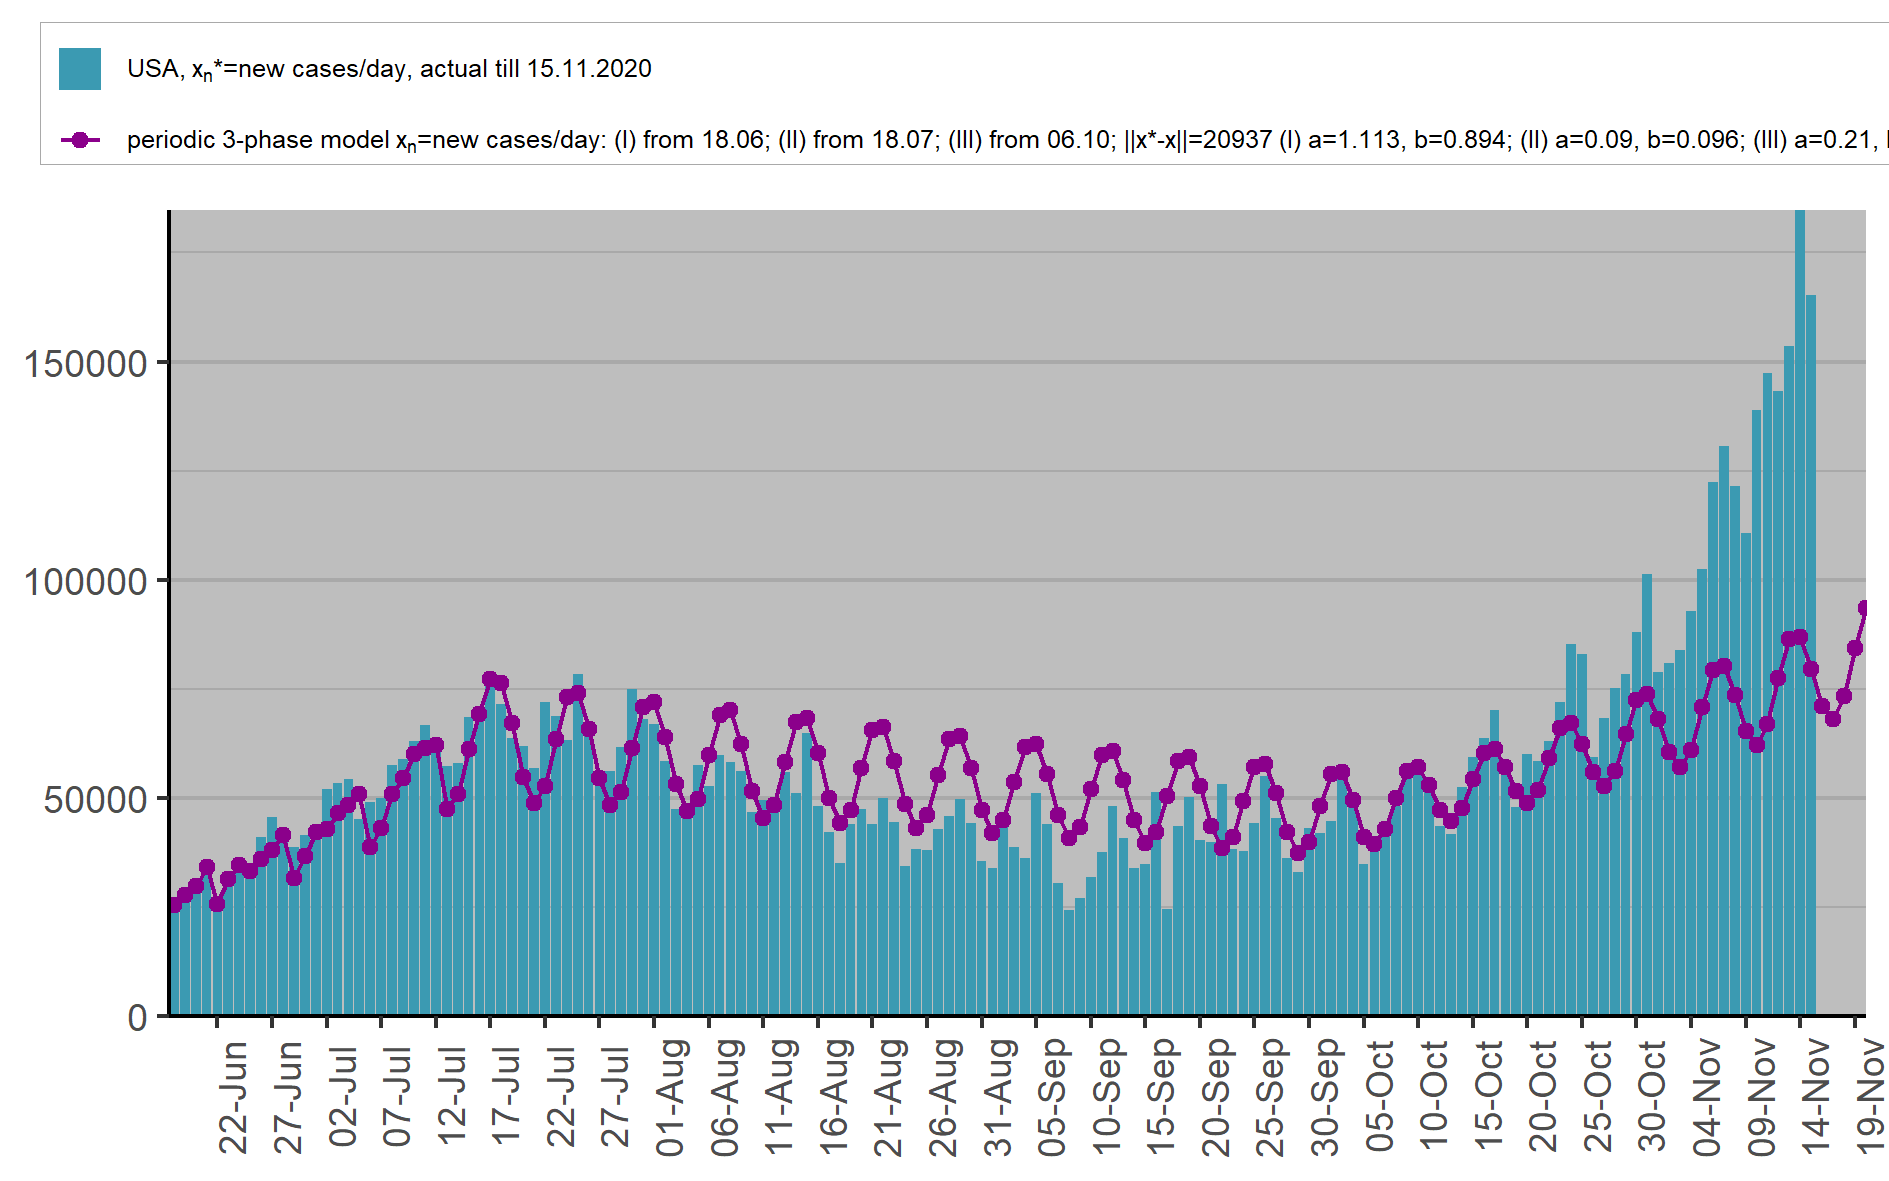 USA, xn*=new cases/day, actual till 15.11.2020
periodic 3-phase model xn=new cases/day: (I) from 18.06; (II) from 18.07; (III) from 06.10; ||x*-x||=20937 (I) a=1.113, b=0.894; (II) a=0.09, b=0.096; (III) a=0.21,
150000
100000
50000
0
22-Jun
27-Jun
02-Jul
07-Jul
12-Jul
17-Jul
22-Jul
27-Jul
01-Aug
06-Aug
11-Aug
16-Aug
21-Aug
26-Aug
31-Aug
05-Sep
10-Sep
15-Sep
20-Sep
25-Sep
30-Sep
05-Oct
10-Oct
15-Oct
20-Oct
25-Oct
30-Oct
04-Nov
09-Nov
14-Nov
19-Nov